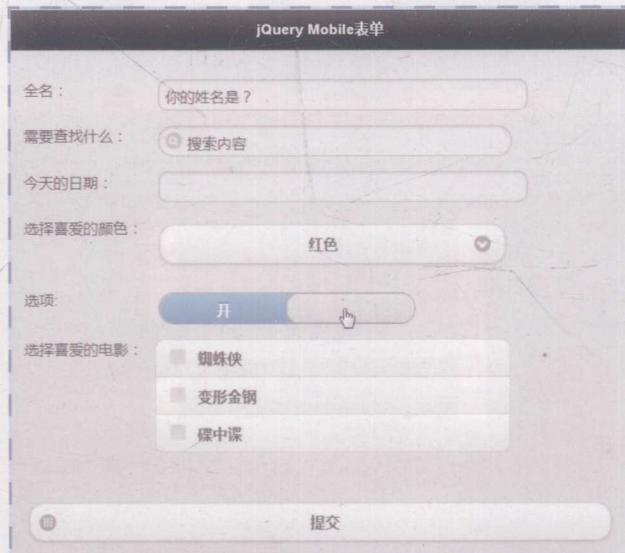 jQuery Mobile表单
全名：
你的姓名是？
需要查找什么：
搜索内容
今天的日期：
选择喜爱的颜色：
红色
选项:
开
选择喜爱的电影：
蜘蛛侠
变形金钢
碟中谍
提交